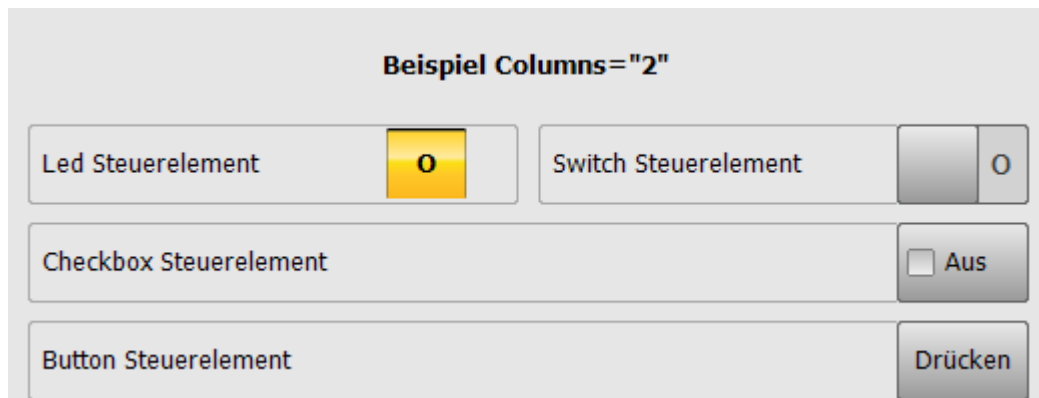 Beispiel Columns="2"
Led Steuerelement O Switch Steuerelement O
Checkbox Steuerelement Aus
Button Steuerelement Drücken